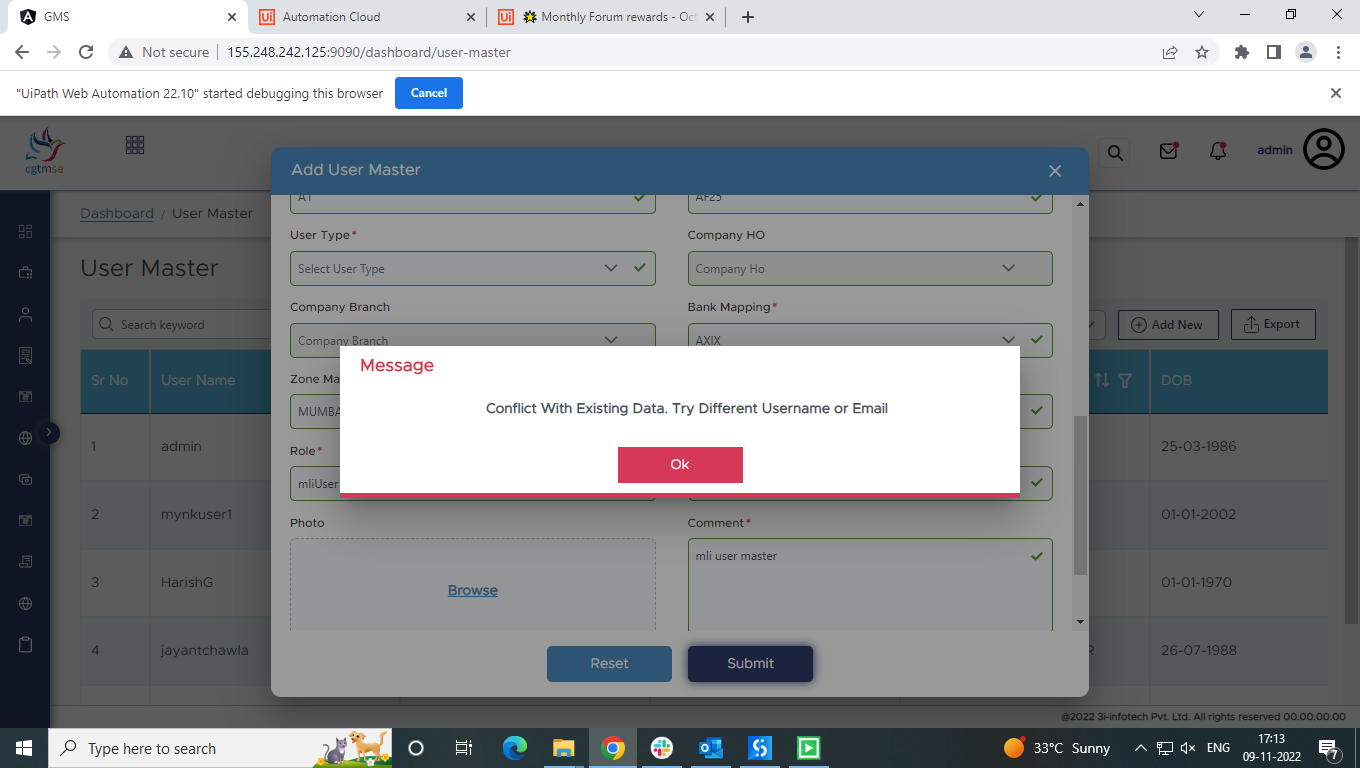 GMS
Automation Cloud
Monthly Forum rewards - Oct
Not secure
155.248.242.125:9090/dashboard/user-master
"UiPath Web Automation 22.10" started debugging this browser
Cancel
cgtmse
admin
Add User Master
Dashboard / User Master
A1
AF25
User Type*
Company HO
User Master
Select User Type
Company Ho
Company Branch
Bank Mapping*
Search keyword
Company Branch
AXIX
Add New
Export
Sr No
User Name
DOB
Zone Ma
Message
Conflict With Existing Data. Try Different Username or Email
MUMBA
1
admin
25-03-1986
Role*
Ok
mliUser
2
mynkuser1
01-01-2002
Photo
Comment*
mli user master
3
HarishG
01-01-1970
Browse
4
jayantchawla
R
26-07-1988
Reset
Submit
@2022 3i-infotech Pvt. Ltd. All rights reserved 00.00.00.00
Type here to search
33°C Sunny
ENG
17:13
09-11-2022
7